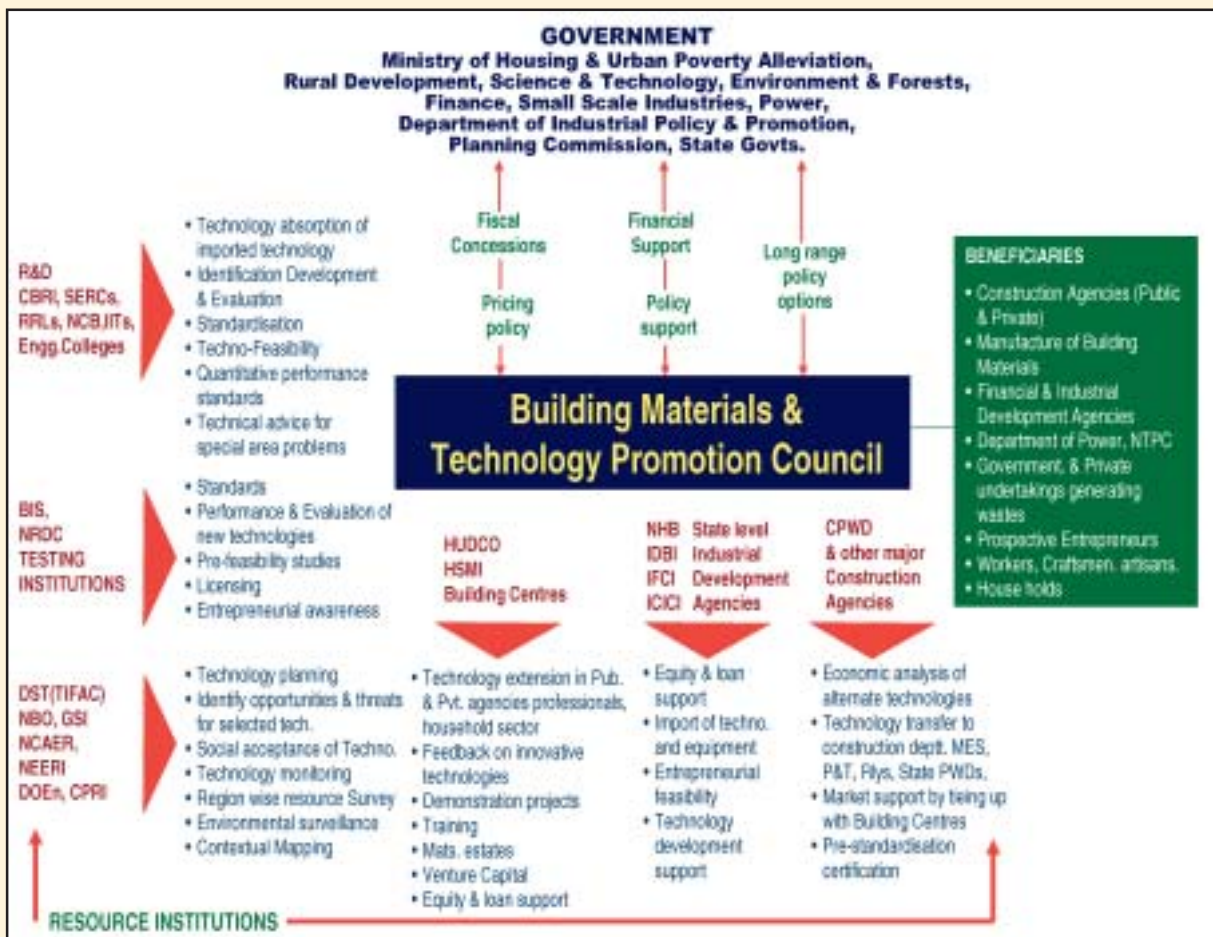 GOVERNMENT
Ministry of Housing & Urban Poverty Alleviation,
Rural Development, Science & Technology, Environment & Forests,
Finance, Small Scale Industries, Power,
Department of Industrial Policy & Promotion,
Planning Commission, State Govts.
Fiscal
Concessions
Pricing
policy
Financial
Support
Policy
support
Long range
policy
options
R&D
CBRI, SERCs,
RRLs, NCB,IITs,
Engg.Colleges
• Technology absorption of
imported technology
• Identification Development
& Evaluation
• Standardisation
• Techno-Feasibility
• Quantitative performance
standards
• Technical advice for
special area problems
Building Materials &
Technology Promotion Council
BENEFICIARIES
• Construction Agencies (Public
& Private)
• Manufacture of Building
Materials
• Financial & Industrial
Development Agencies
• Department of Power, NTPC
• Government, & Private
undertakings generating
wastes
• Prospective Entrepreneurs
• Workers, Craftsmen. artisans.
• House holds
BIS,
NRDC
TESTING
INSTITUTIONS
• Standards
• Performance & Evaluation of
new technologies
• Pre-feasibility studies
• Licensing
• Entrepreneurial awareness
HUDCO
HSMI
Building Centres
NHB State level
IDBI Industrial
IFCI Development
ICICI Agencies
CPWD
& other major
Construction
Agencies
DST(TIFAC)
NBO, GSI
NCAER,
NEERI
DOEn, CPRI
• Technology planning
• Identify opportunities & threats
for selected tech.
• Social acceptance of Techno.
• Technology monitoring
• Region wise resource Survey
• Environmental surveillance
• Contextual Mapping
• Technology extension in Pub.
& Pvt. agencies professionals,
household sector
• Feedback on innovative
technologies
• Demonstration projects
• Training
• Mats. estates
• Venture Capital
• Equity & loan support
• Equity & loan
support
• Import of techno.
and equipment
• Entrepreneurial
feasibility
• Technology
development
support
• Economic analysis of
alternate technologies
• Technology transfer to
construction deptt. MES,
P&T, Rlys, State PWDs,
• Market support by tieing up
with Building Centres
• Pre-standardisation
certification
RESOURCE INSTITUTIONS